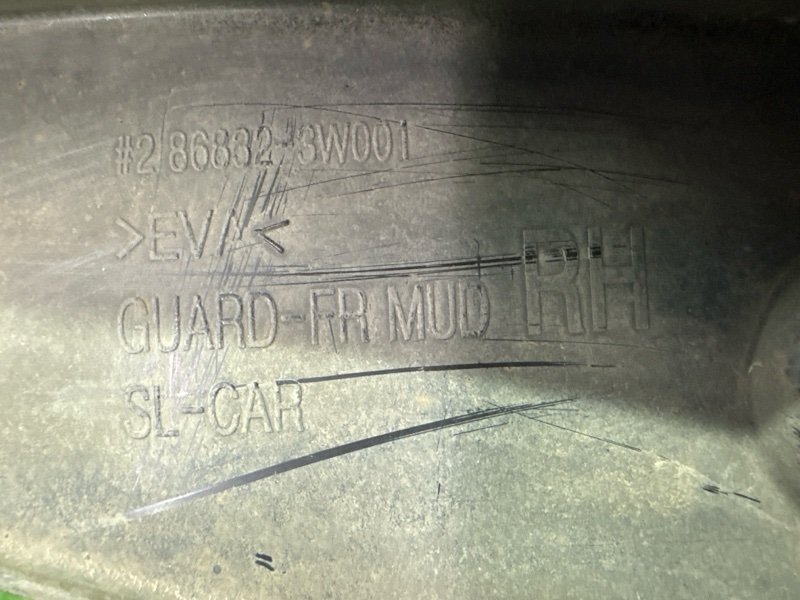 #2 86832-3W001
>EVA<
GUARD-FR MUD RH
SL-CAR